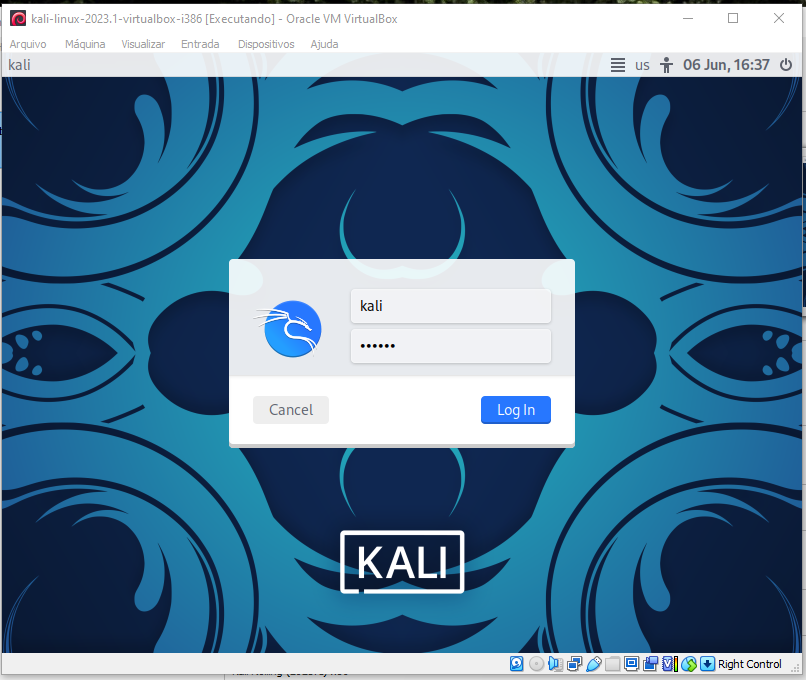 kali-linux-2023.1-virtualbox-i386 [Executando] - Oracle VM VirtualBox
Arquivo Máquina Visualizar Entrada Dispositivos Ajuda
kali us 06 Jun, 16:37
kali
••••••
Cancel Log In
KALI
Right Control